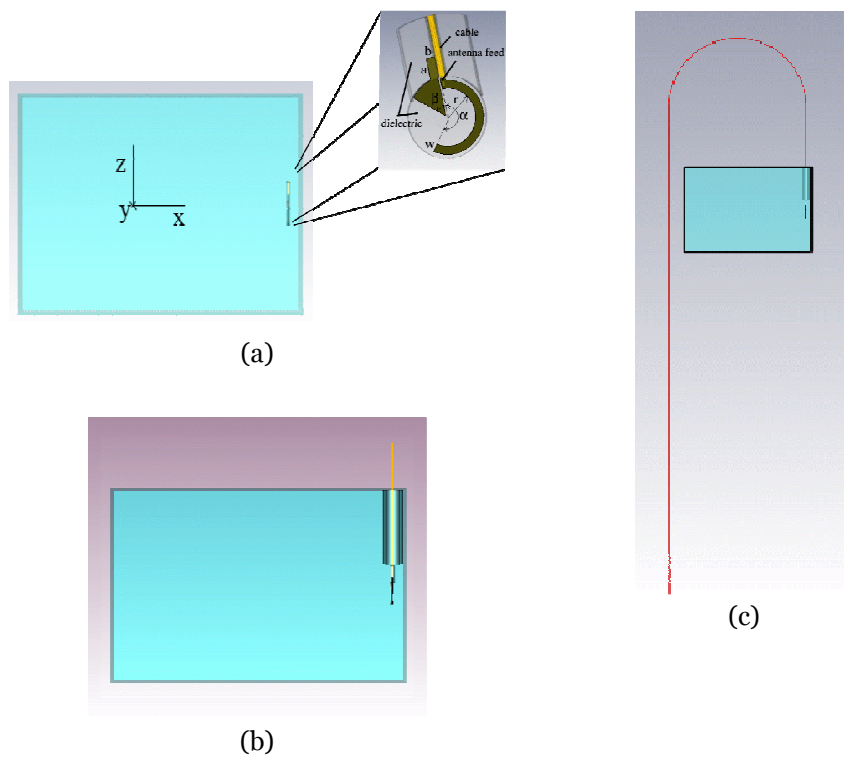 cable
b
antenna feed
a
β r α
dielectric
w
z
y x
(a)
(b)
(c)